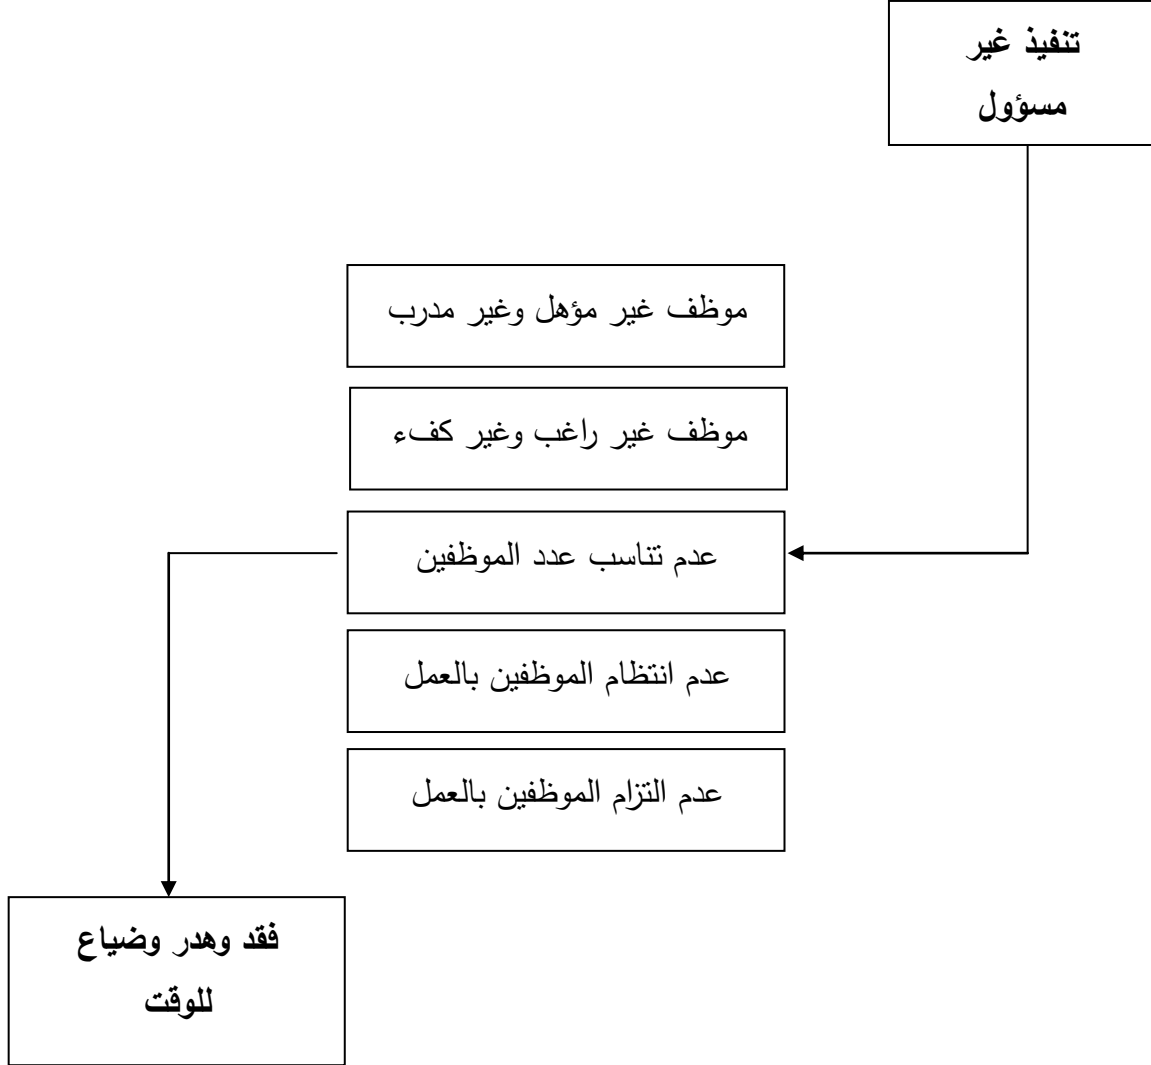 تنفيذ غير
مسؤول
موظف غير مؤهل وغير مدرب
موظف غير راغب وغير كفء
عدم تناسب عدد الموظفين
عدم انتظام الموظفين بالعمل
عدم التزام الموظفين بالعمل
فقد وهدر وضياع
للوقت